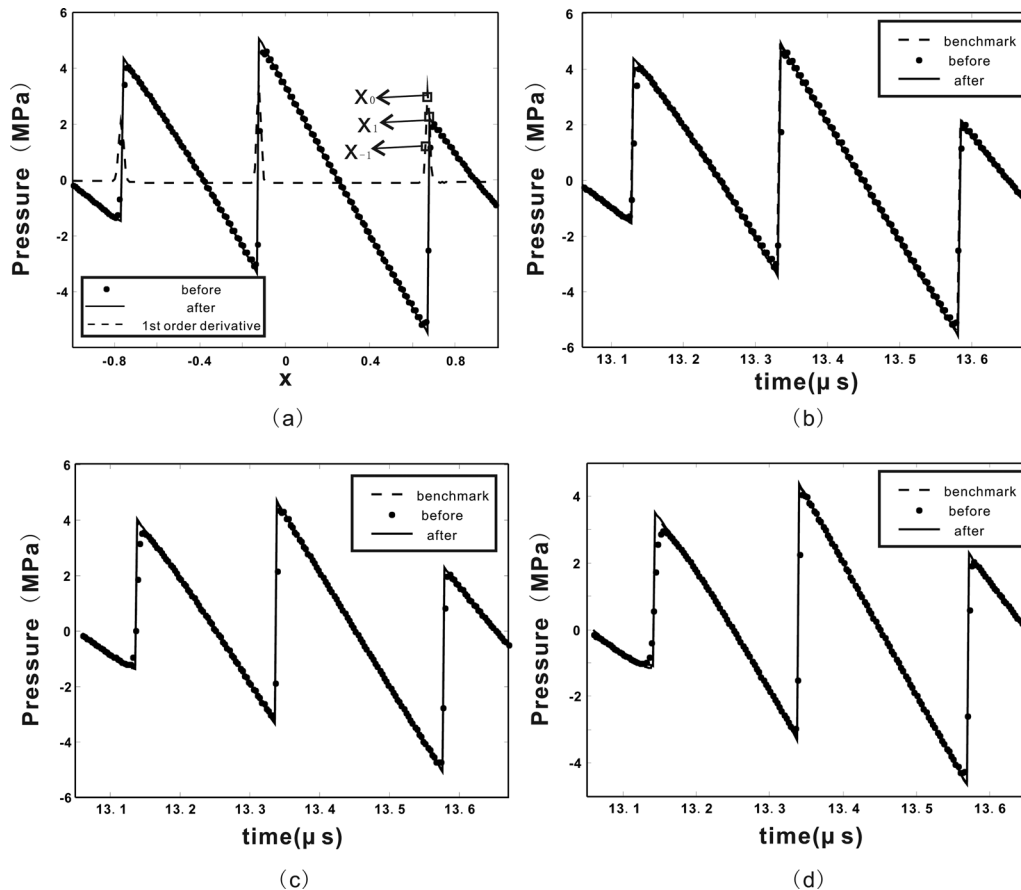 6
4
2
0
-2
-4
Pressure (MPa)
X₀
X₁
X₋₁
before
after
1st order derivative
-0.8
-0.4
0
0.4
0.8
x
(a)
6
4
2
0
-2
-4
-6
Pressure (MPa)
benchmark
before
after
13. 1
13. 2
13. 3
13. 4
13. 5
13. 6
time(μ s)
(b)
6
4
2
0
-2
-4
-6
Pressure (MPa)
benchmark
before
after
13. 1
13. 2
13. 3
13. 4
13. 5
13. 6
time(μ s)
(c)
4
2
0
-2
-4
Pressure (MPa)
benchmark
before
after
13. 1
13. 2
13. 3
13. 4
13. 5
13. 6
time(μ s)
(d)